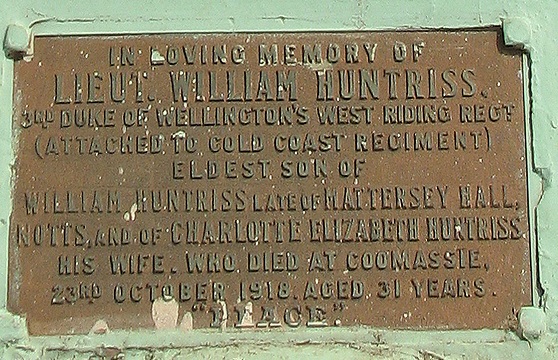 IN LOVING MEMORY OF
LIEUT. WILLIAM HUNTRISS.
3RD DUKE OF WELLINGTON'S WEST RIDING REGT
(ATTACHED TO GOLD COAST REGIMENT)
ELDEST SON OF
WILLIAM HUNTRISS LATE OF MATTERSEY HALL,
NOTTS, AND OF CHARLOTTE ELIZABETH HUNTRISS
HIS WIFE. WHO DIED AT COOMASSIE,
23RD OCTOBER 1918. AGED 31 YEARS.
"PEACE"